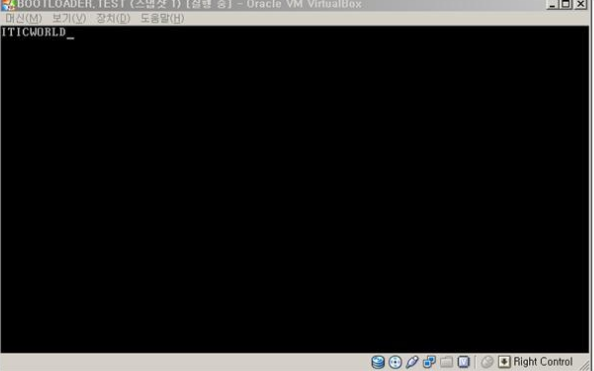 BOOTLOADER,TEST (스냅샷 1) [실행 중] - Oracle VM VirtualBox
머신(M) 보기(V) 장치(D) 도움말(H)
ITICWORLD_
Right Control